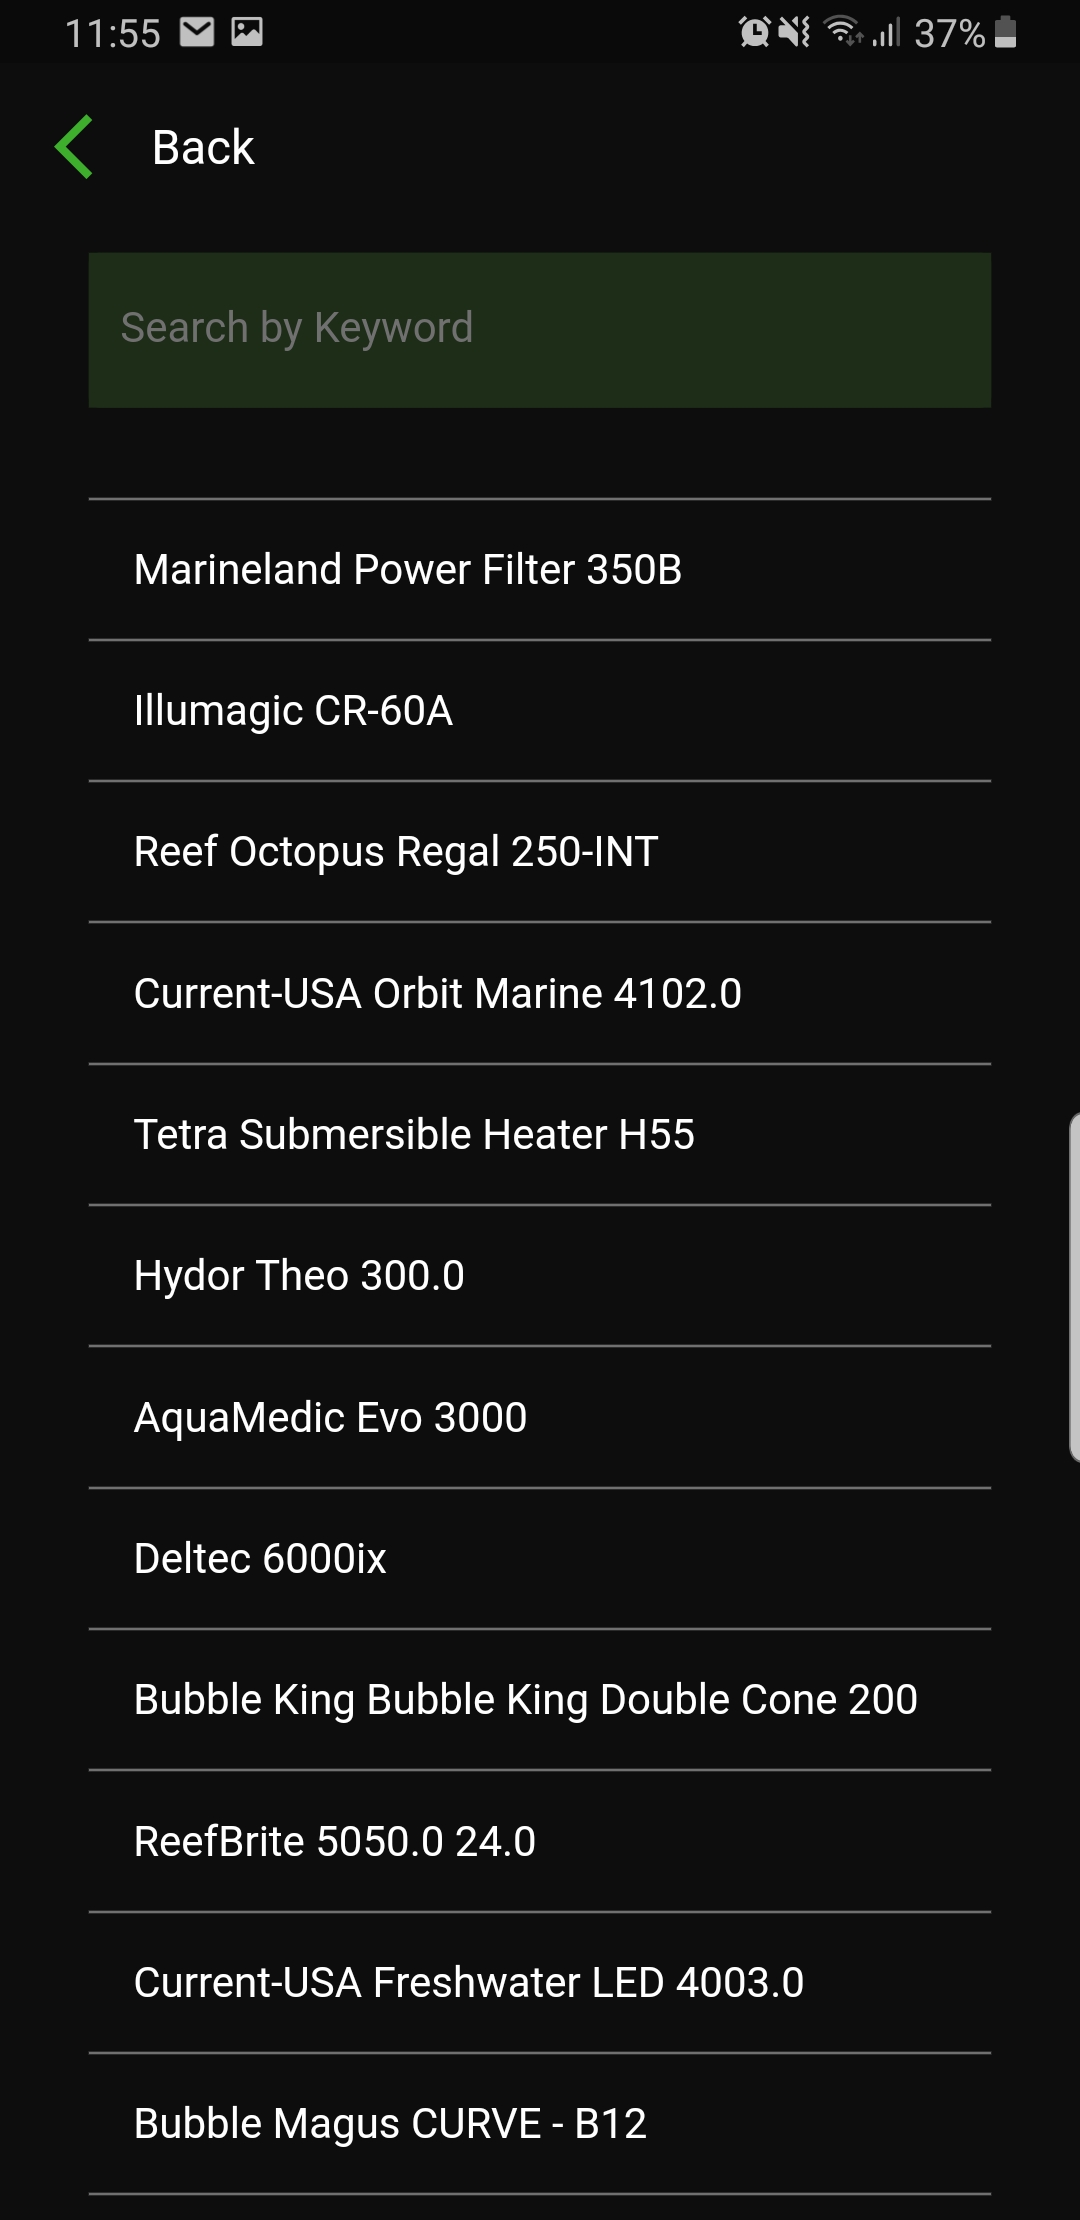 11:55
37%
Back
Search by Keyword
Marineland Power Filter 350B
Illumagic CR-60A
Reef Octopus Regal 250-INT
Current-USA Orbit Marine 4102.0
Tetra Submersible Heater H55
Hydor Theo 300.0
AquaMedic Evo 3000
Deltec 6000ix
Bubble King Bubble King Double Cone 200
ReefBrite 5050.0 24.0
Current-USA Freshwater LED 4003.0
Bubble Magus CURVE - B12